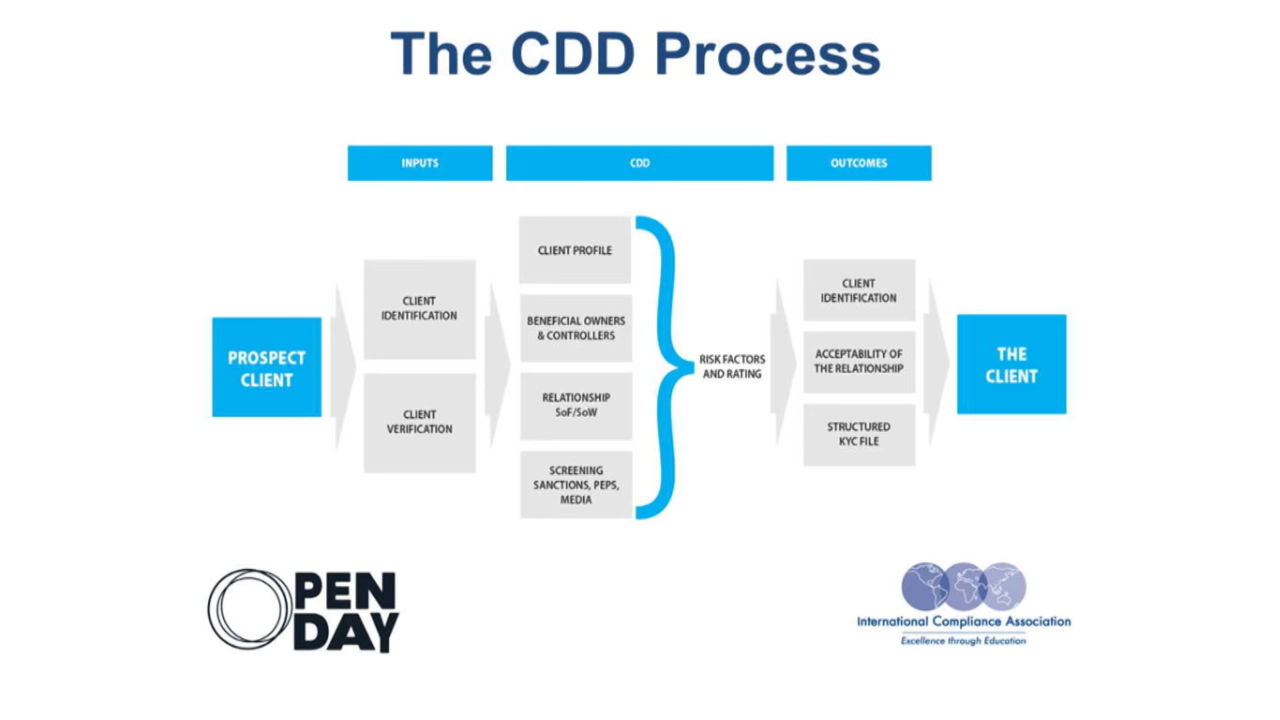 The CDD Process
INPUTS
CDD
OUTCOMES
PROSPECT
CLIENT
CLIENT
IDENTIFICATION
CLIENT
VERIFICATION
CLIENT PROFILE
BENEFICIAL OWNERS
& CONTROLLERS
RELATIONSHIP
SoF/SoW
SCREENING
SANCTIONS, PEPS,
MEDIA
RISK FACTORS
AND RATING
CLIENT
IDENTIFICATION
ACCEPTABILITY OF
THE RELATIONSHIP
STRUCTURED
KYC FILE
THE
CLIENT
OPEN
DAY
International Compliance Association
Excellence through Education